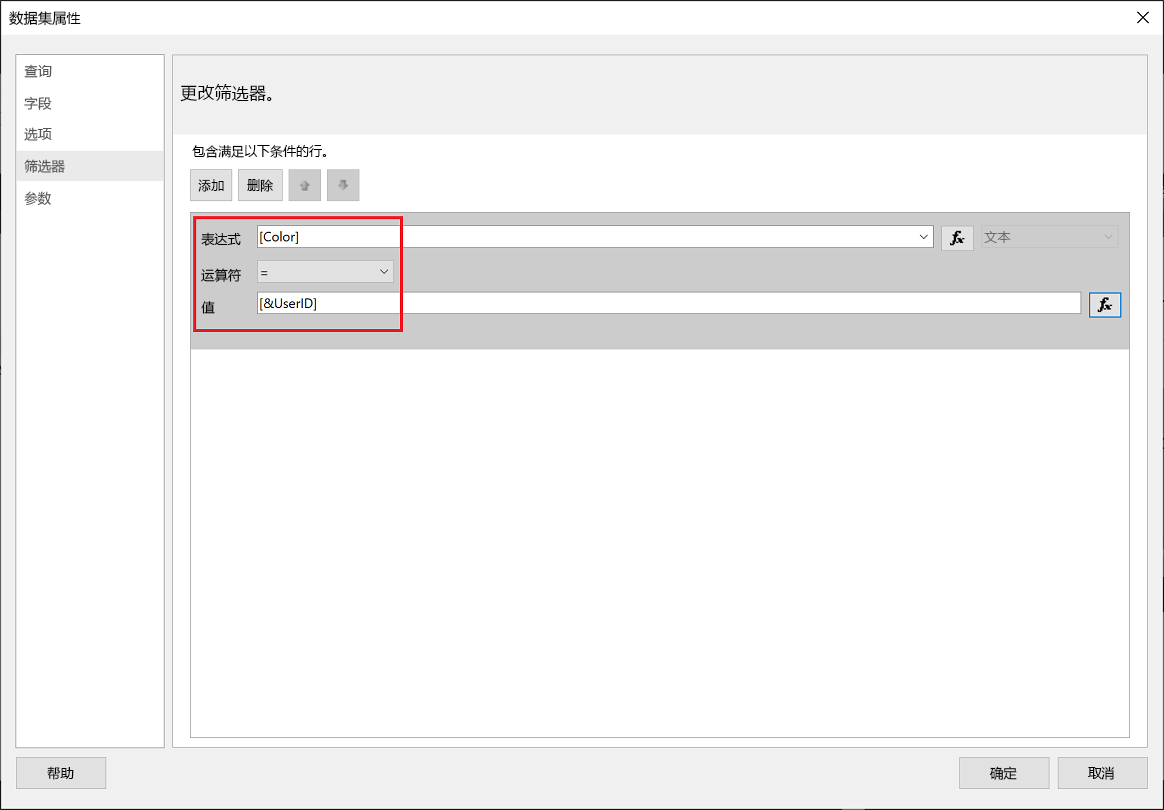 数据集属性
查询
字段
选项
筛选器
参数
更改筛选器。
包含满足以下条件的行。
添加 删除
表达式 [Color] fx 文本
运算符 =
值 [&UserID] fx
帮助 确定 取消